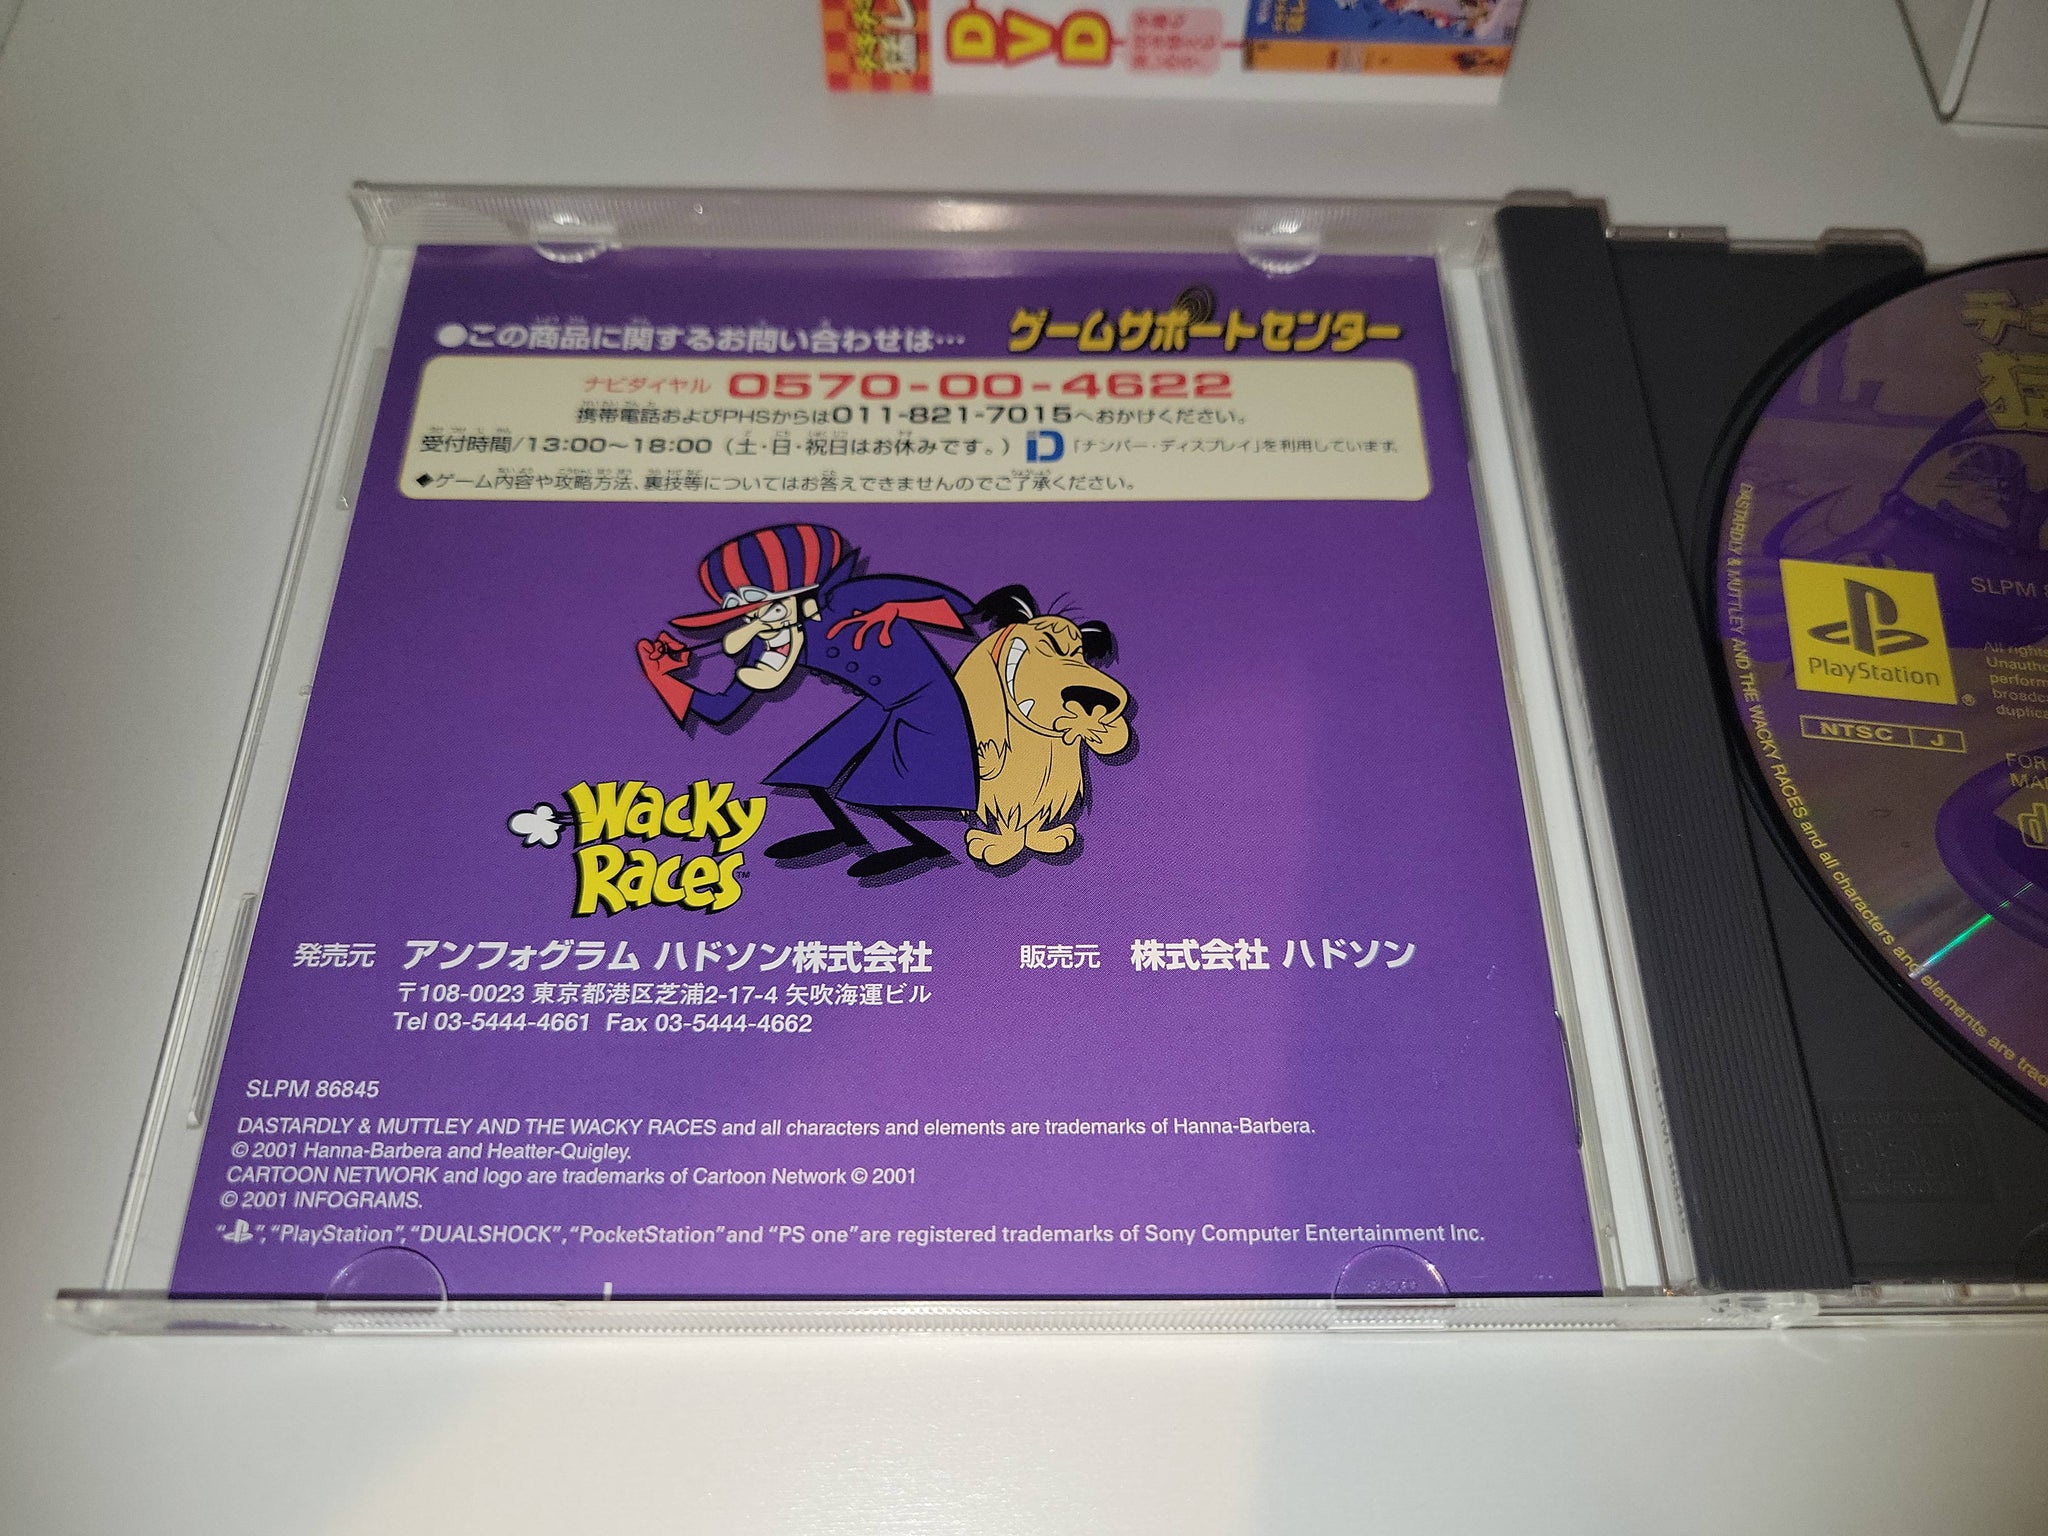 DVD
●この商品に関するお問い合わせは…
ゲームサポートセンター
ナビダイヤル 0570-00-4622
携帯電話およびPHSからは011-821-7015へおかけください。
受付時間/13:00〜18:00（土・日・祝日はお休みです。） D「ナンバー・ディスプレイ」を利用しています。
◆ゲーム内容や攻略方法、裏技等についてはお答えできませんのでご了承ください。
Wacky
Races™
発売元 アンフォグラム ハドソン株式会社 販売元 株式会社 ハドソン
〒108-0023 東京都港区芝浦2-17-4 矢吹海運ビル
Tel 03-5444-4661 Fax 03-5444-4662
SLPM 86845
DASTARDLY & MUTTLEY AND THE WACKY RACES and all characters and elements are trademarks of Hanna-Barbera.
© 2001 Hanna-Barbera and Heatter-Quigley.
CARTOON NETWORK and logo are trademarks of Cartoon Network © 2001
© 2001 INFOGRAMS.
“ ”, “PlayStation”, “DUALSHOCK”, “PocketStation” and “PS one” are registered trademarks of Sony Computer Entertainment Inc.
SLPM
PlayStation
®
NTSC J
All rights
Unautho
perform
broadc
duplic
FOR
MA
DASTARDLY & MUTTLEY AND THE WACKY RACES and all characters and elements are trad